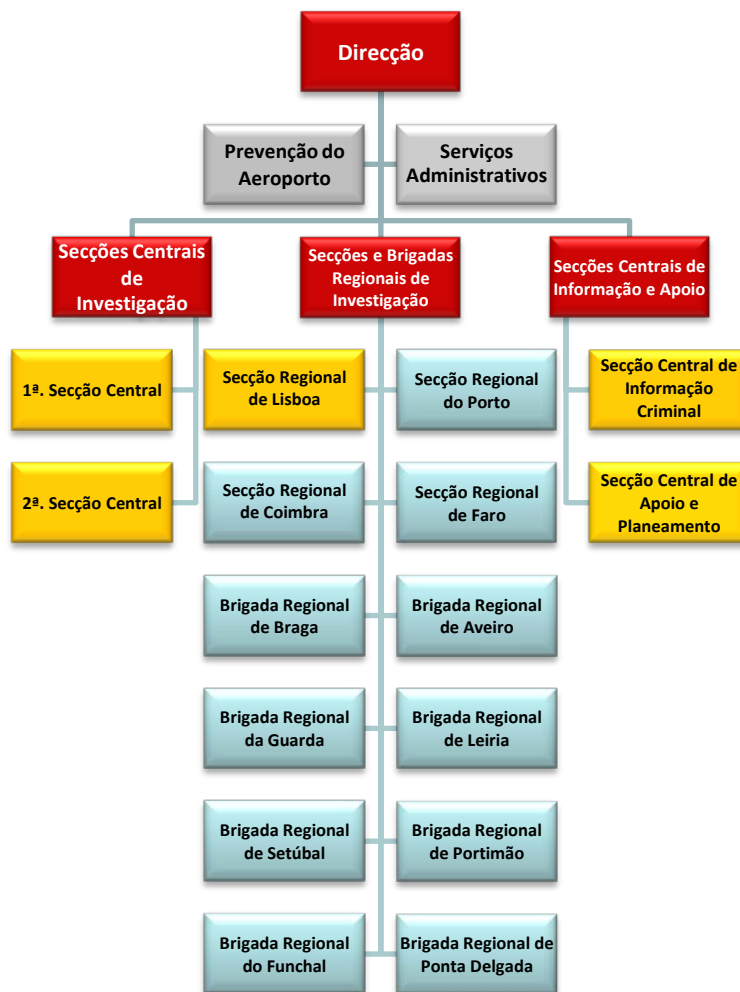 Direcção
Prevenção do
Aeroporto
Serviços
Administrativos
Secções Centrais
de
Investigação
Secções e Brigadas
Regionais de
Investigação
Secções Centrais de
Informação e Apoio
1ª. Secção Central
Secção Regional
de Lisboa
Secção Regional
do Porto
Secção Central de
Informação
Criminal
2ª. Secção Central
Secção Regional
de Coimbra
Secção Regional
de Faro
Secção Central de
Apoio e
Planeamento
Brigada Regional
de Braga
Brigada Regional
de Aveiro
Brigada Regional
da Guarda
Brigada Regional
de Leiria
Brigada Regional
de Setúbal
Brigada Regional
de Portimão
Brigada Regional
do Funchal
Brigada Regional de
Ponta Delgada